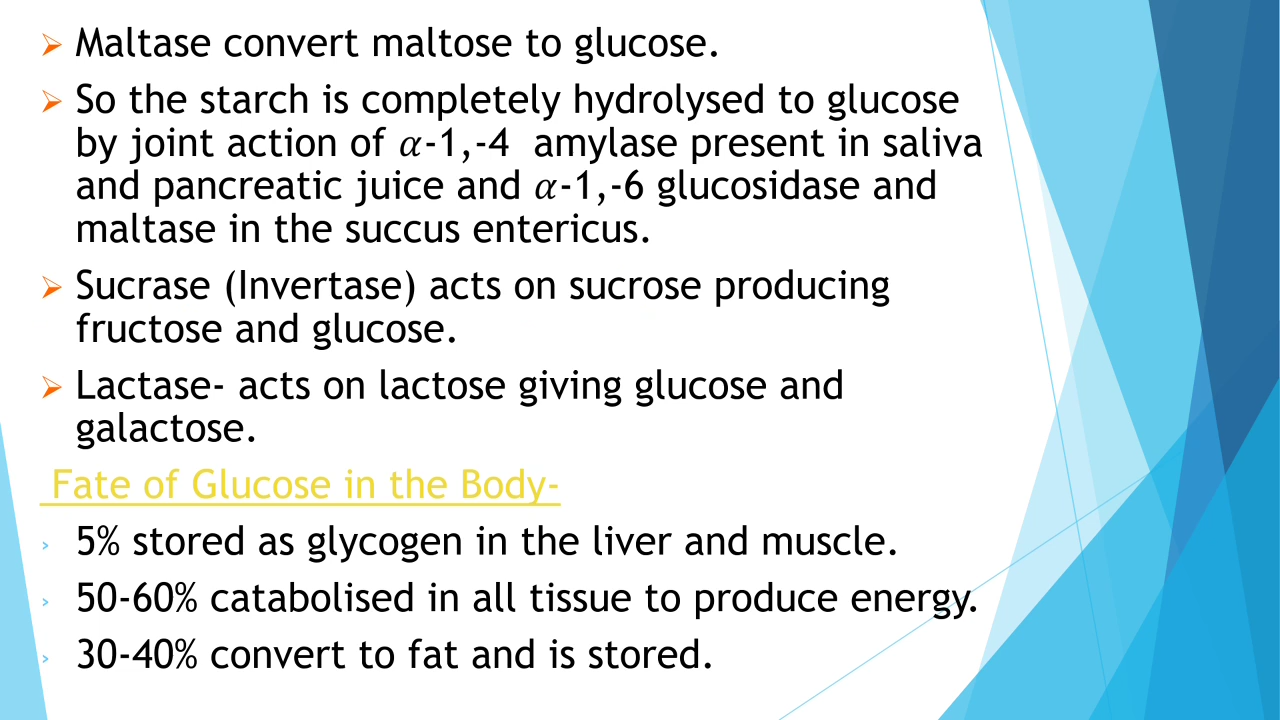 Maltase convert maltose to glucose.
So the starch is completely hydrolysed to glucose
by joint action of 𝛼-1,-4 amylase present in saliva
and pancreatic juice and 𝛼-1,-6 glucosidase and
maltase in the succus entericus.
Sucrase (Invertase) acts on sucrose producing
fructose and glucose.
Lactase- acts on lactose giving glucose and
galactose.
Fate of Glucose in the Body-
5% stored as glycogen in the liver and muscle.
50-60% catabolised in all tissue to produce energy.
30-40% convert to fat and is stored.